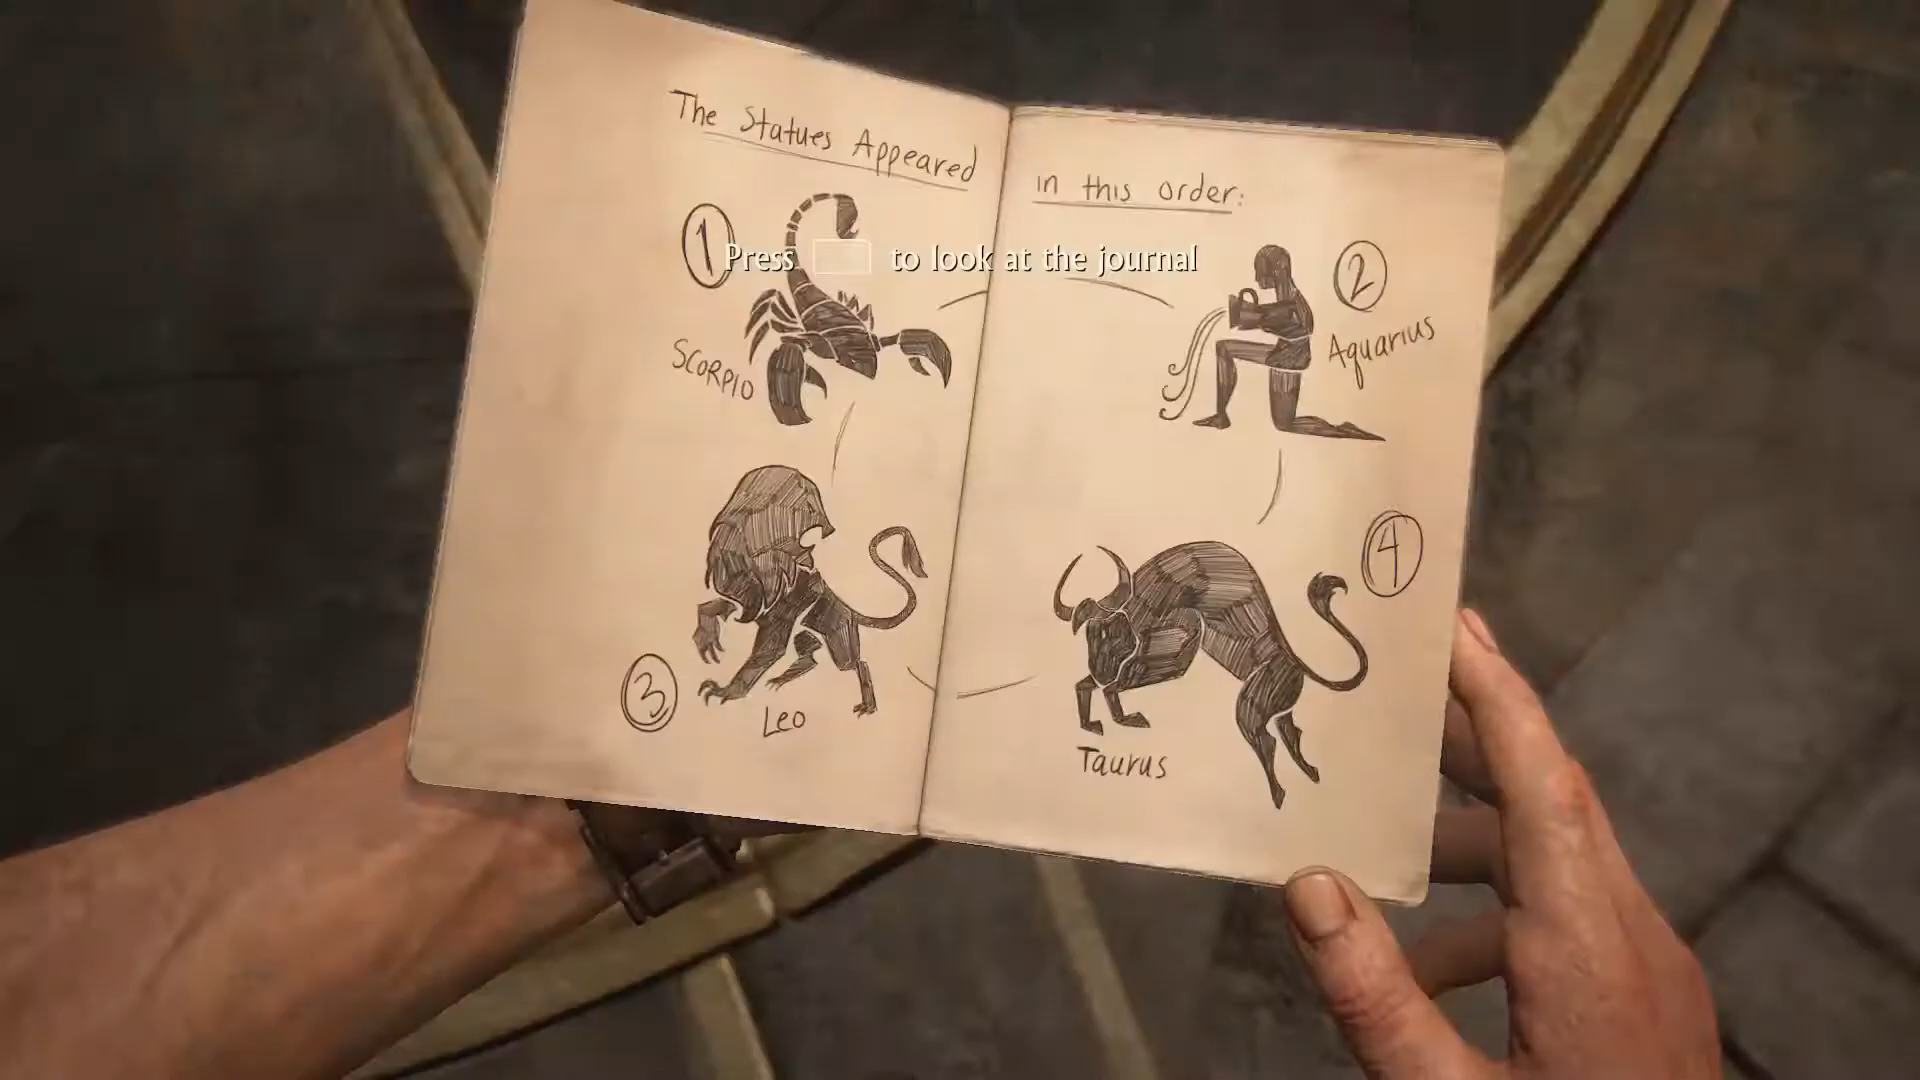 The Statues Appeared
in this order:
1
Press to look at the journal
2
SCORPIO
Aquarius
3
Leo
4
Taurus